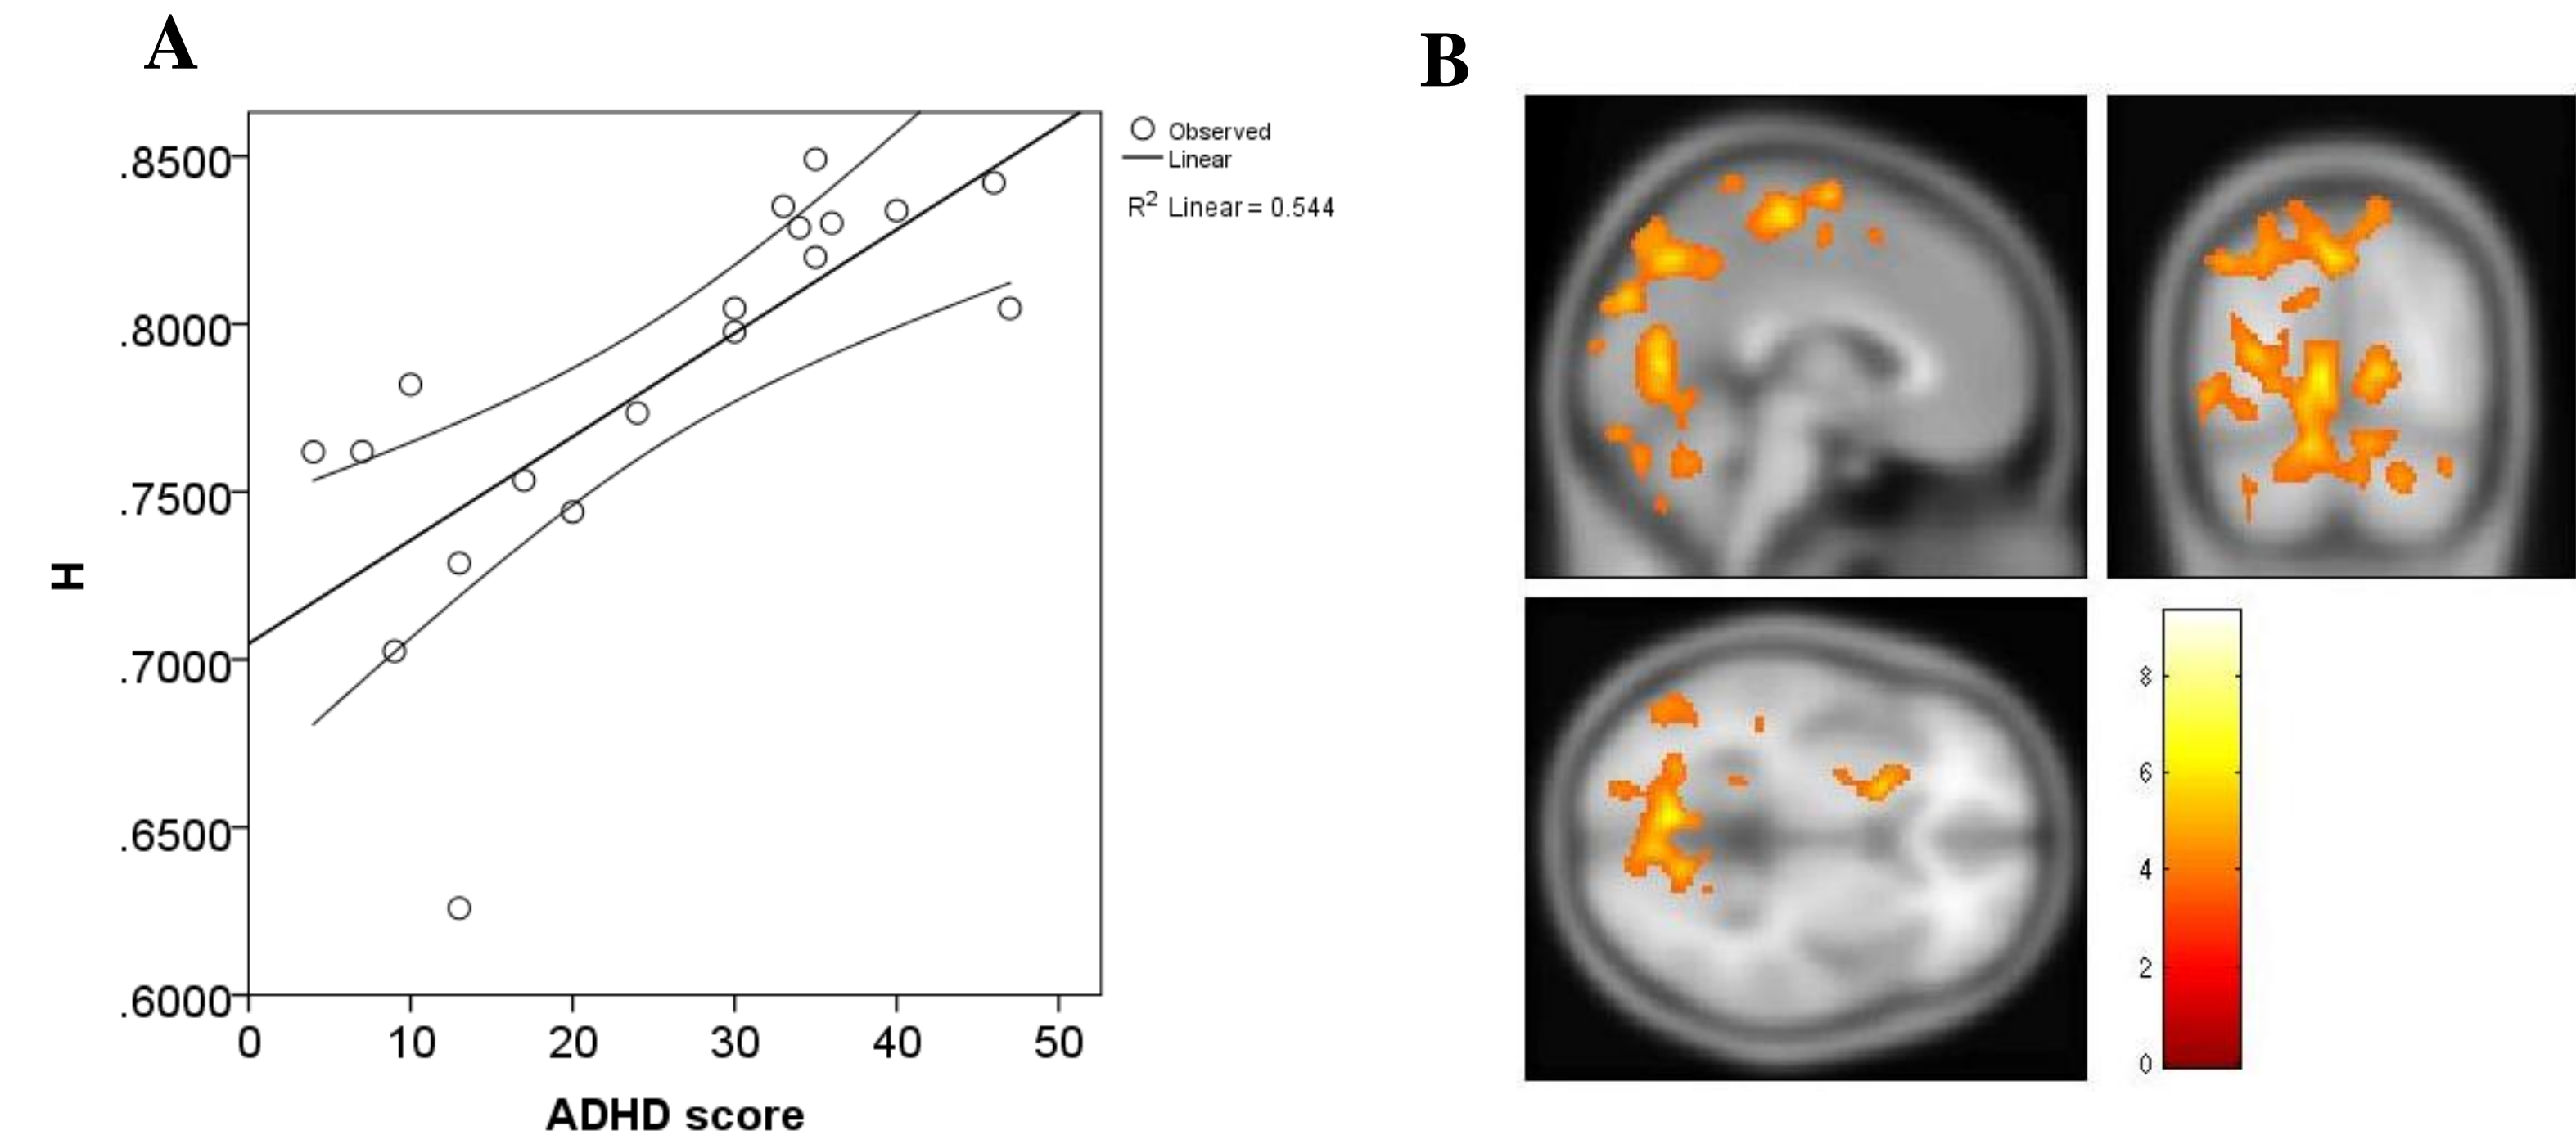 A
B
Observed
Linear
R² Linear = 0.544
.8500
.8000
.7500
.7000
.6500
.6000
H
0 10 20 30 40 50
ADHD score
8
6
4
2
0